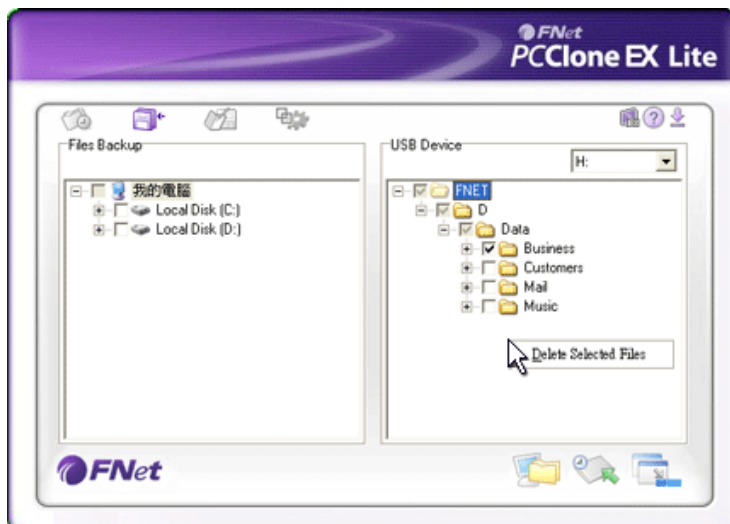 FNet
PCClone EX Lite
Files Backup
USB Device
H:
我的電腦
Local Disk (C:)
Local Disk (D:)
FNET
D
Data
Business
Customers
Mail
Music
Delete Selected Files
FNet